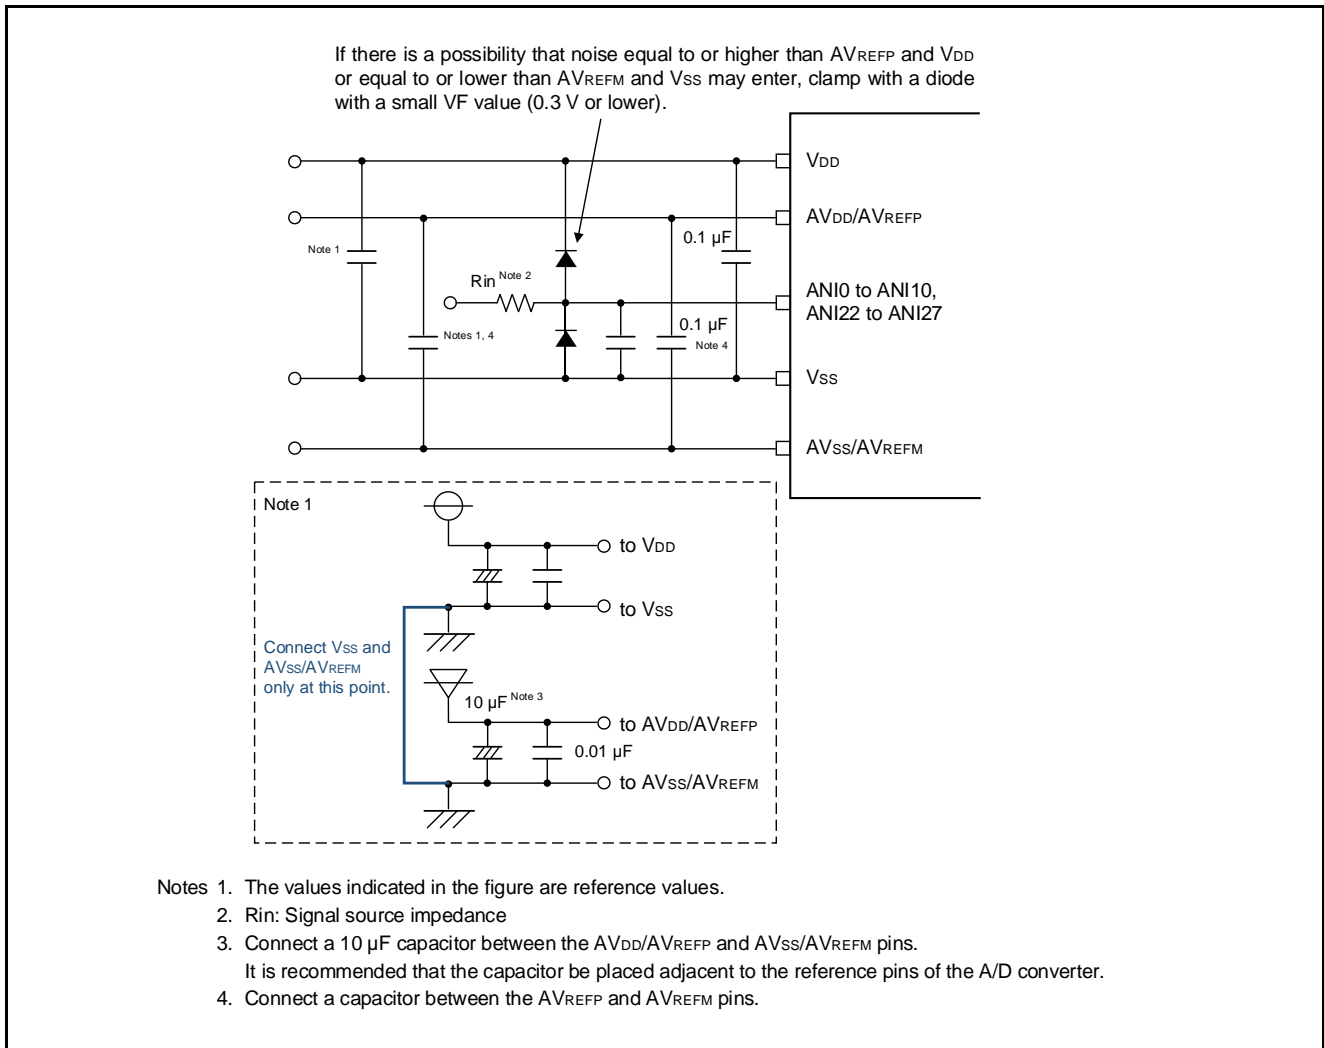 If there is a possibility that noise equal to or higher than AVREFP and VDD
or equal to or lower than AVREFM and VSS may enter, clamp with a diode
with a small VF value (0.3 V or lower).
VDD
AVDD/AVREFP
Note 1
0.1 µF
Rin Note 2
ANI0 to ANI10,
ANI22 to ANI27
Notes 1, 4
0.1 µF
Note 4
VSS
AVSS/AVREFM
Note 1
to VDD
to VSS
Connect VSS and
AVSS/AVREFM
only at this point.
10 µF Note 3
to AVDD/AVREFP
0.01 µF
to AVSS/AVREFM
Notes 1. The values indicated in the figure are reference values.
2. Rin: Signal source impedance
3. Connect a 10 µF capacitor between the AVDD/AVREFP and AVSS/AVREFM pins.
It is recommended that the capacitor be placed adjacent to the reference pins of the A/D converter.
4. Connect a capacitor between the AVREFP and AVREFM pins.